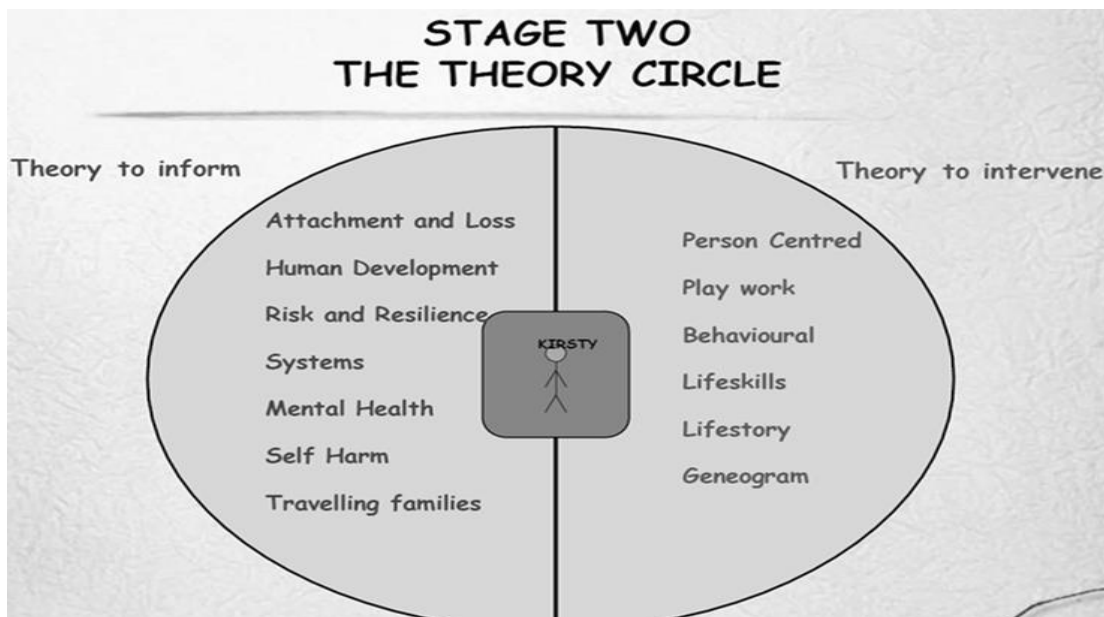 STAGE TWO
THE THEORY CIRCLE
Theory to inform
Theory to intervene
Attachment and Loss
Human Development
Risk and Resilience
Systems
Mental Health
Self Harm
Travelling families
KIRSTY
Person Centred
Play work
Behavioural
Lifeskills
Lifestory
Geneogram